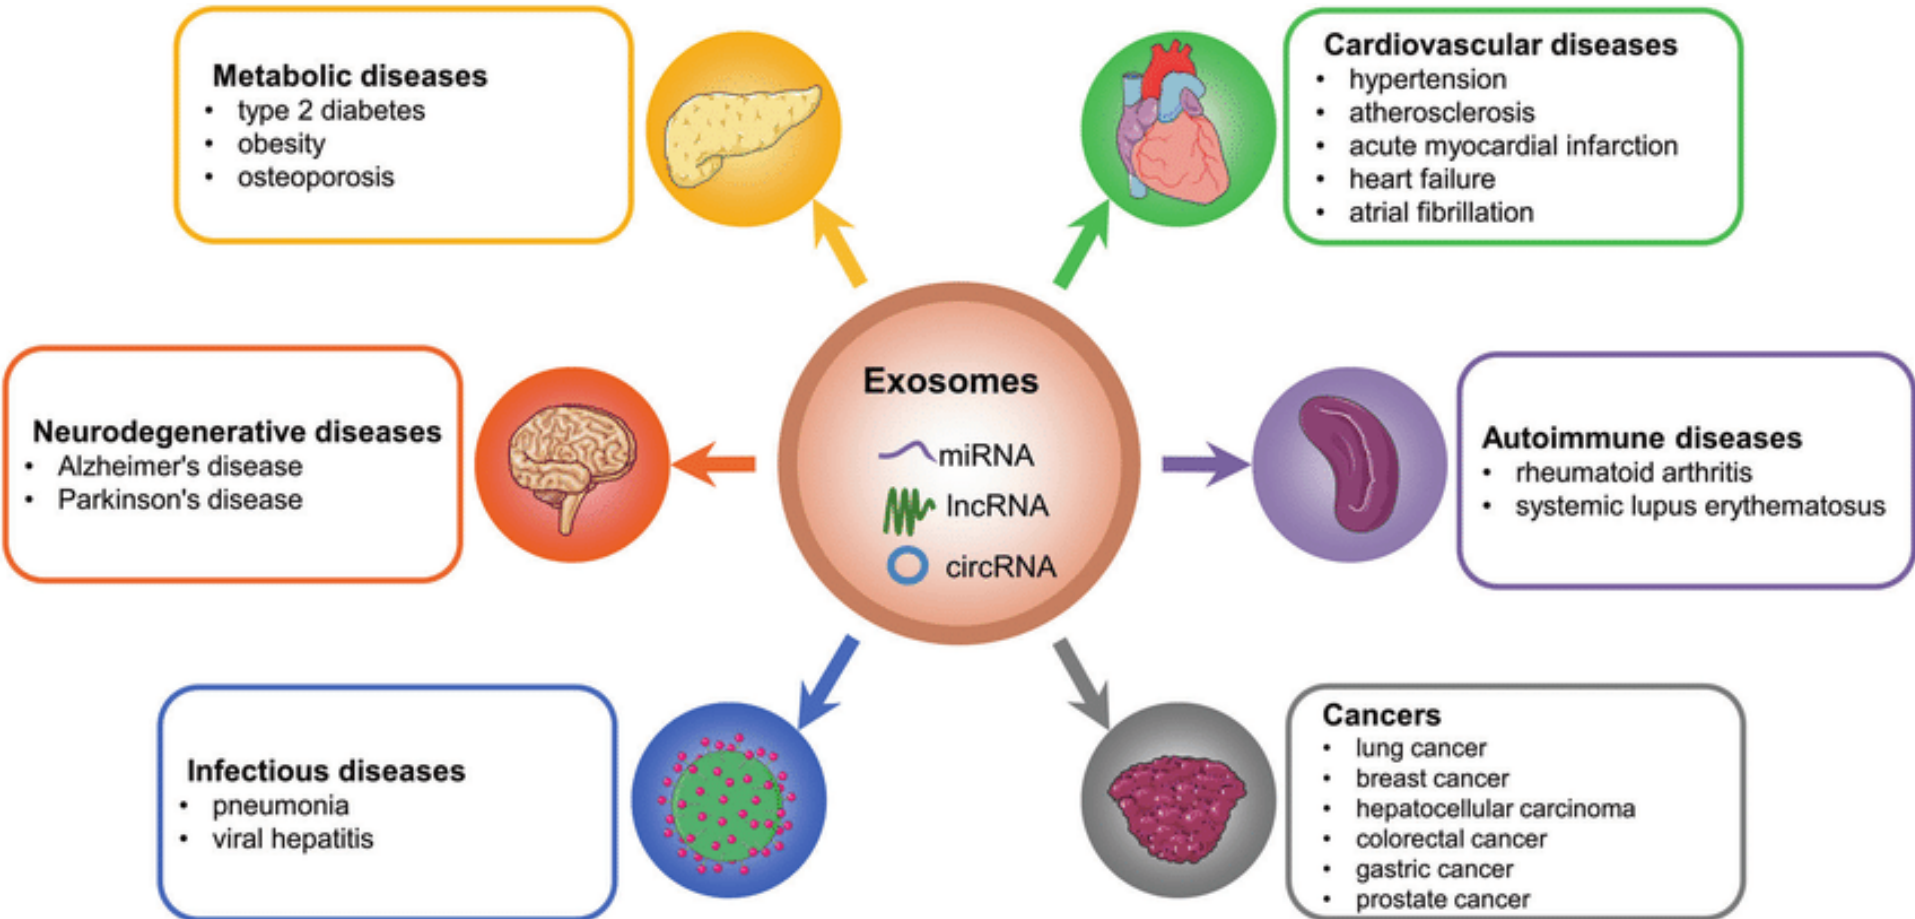 Metabolic diseases
• type 2 diabetes
• obesity
• osteoporosis
Cardiovascular diseases
• hypertension
• atherosclerosis
• acute myocardial infarction
• heart failure
• atrial fibrillation
Neurodegenerative diseases
• Alzheimer's disease
• Parkinson's disease
Exosomes
miRNA
lncRNA
circRNA
Autoimmune diseases
• rheumatoid arthritis
• systemic lupus erythematosus
Infectious diseases
• pneumonia
• viral hepatitis
Cancers
• lung cancer
• breast cancer
• hepatocellular carcinoma
• colorectal cancer
• gastric cancer
• prostate cancer